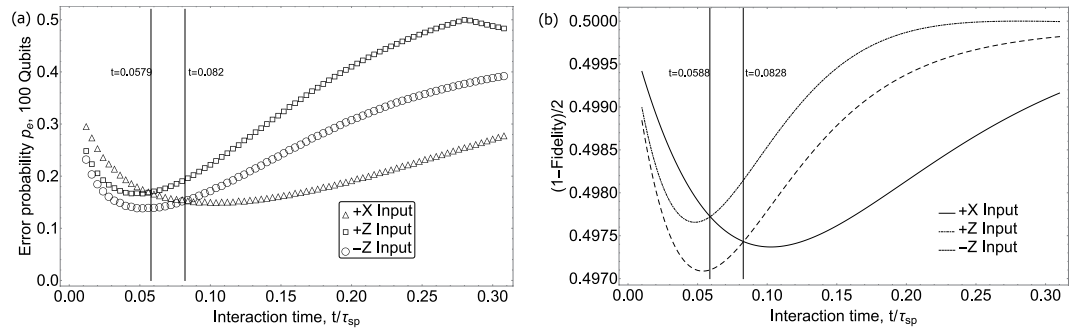 (a)
0.5
0.4
0.3
0.2
0.1
0.0
0.00 0.05 0.10 0.15 0.20 0.25 0.30
Error probability pₑ, 100 Qubits
Interaction time, t/τsp
t=0.0579
t=0.082
+X Input
+Z Input
−Z Input
(b)
0.5000
0.4995
0.4990
0.4985
0.4980
0.4975
0.4970
0.00 0.05 0.10 0.15 0.20 0.25 0.30
(1−Fidelity)/2
Interaction time, t/τsp
t=0.0588
t=0.0828
+X Input
+Z Input
−Z Input